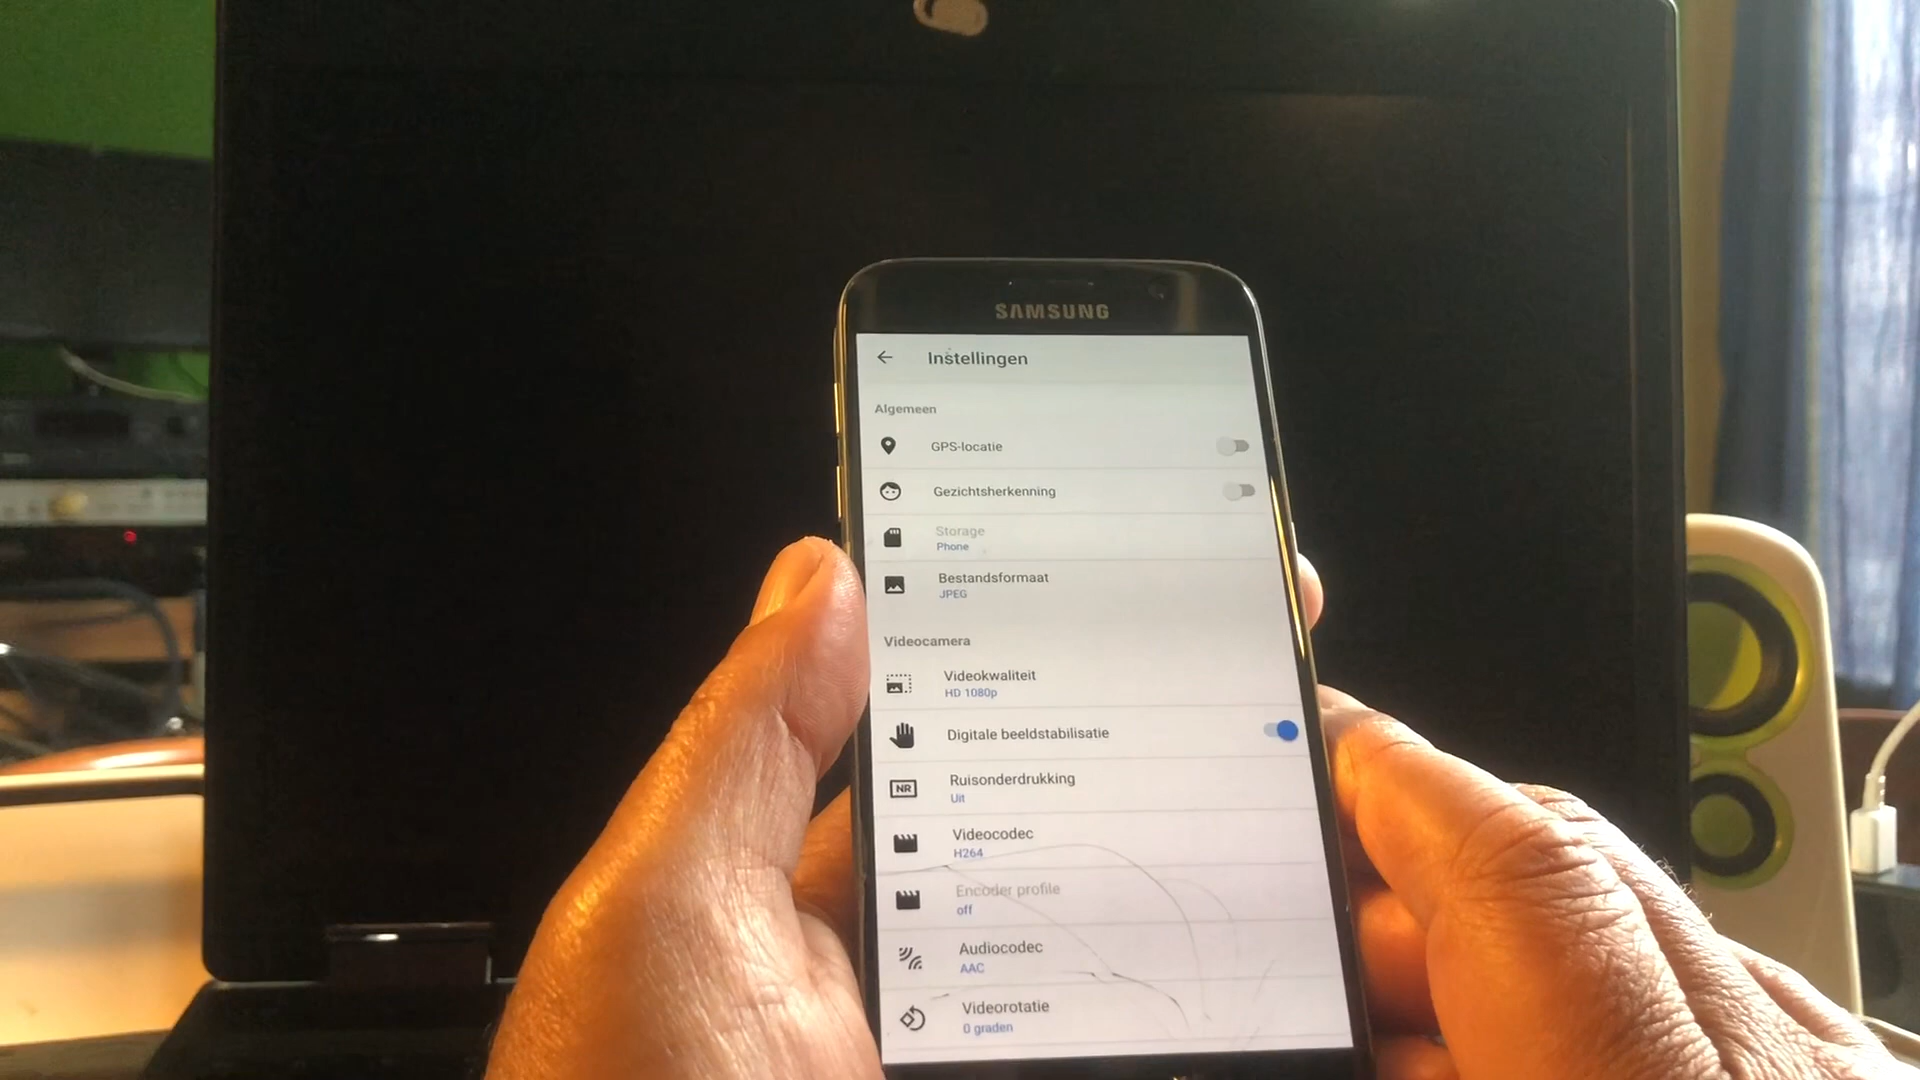 SAMSUNG
Instellingen
Algemeen
GPS-locatie
Gezichtsherkenning
Storage
Phone
Bestandsformaat
JPEG
Videocamera
Videokwaliteit
HD 1080p
Digitale beeldstabilisatie
NR
Ruisonderdrukking
Uit
Videocodec
H264
Encoder profile
off
Audiocodec
AAC
Videorotatie
0 graden